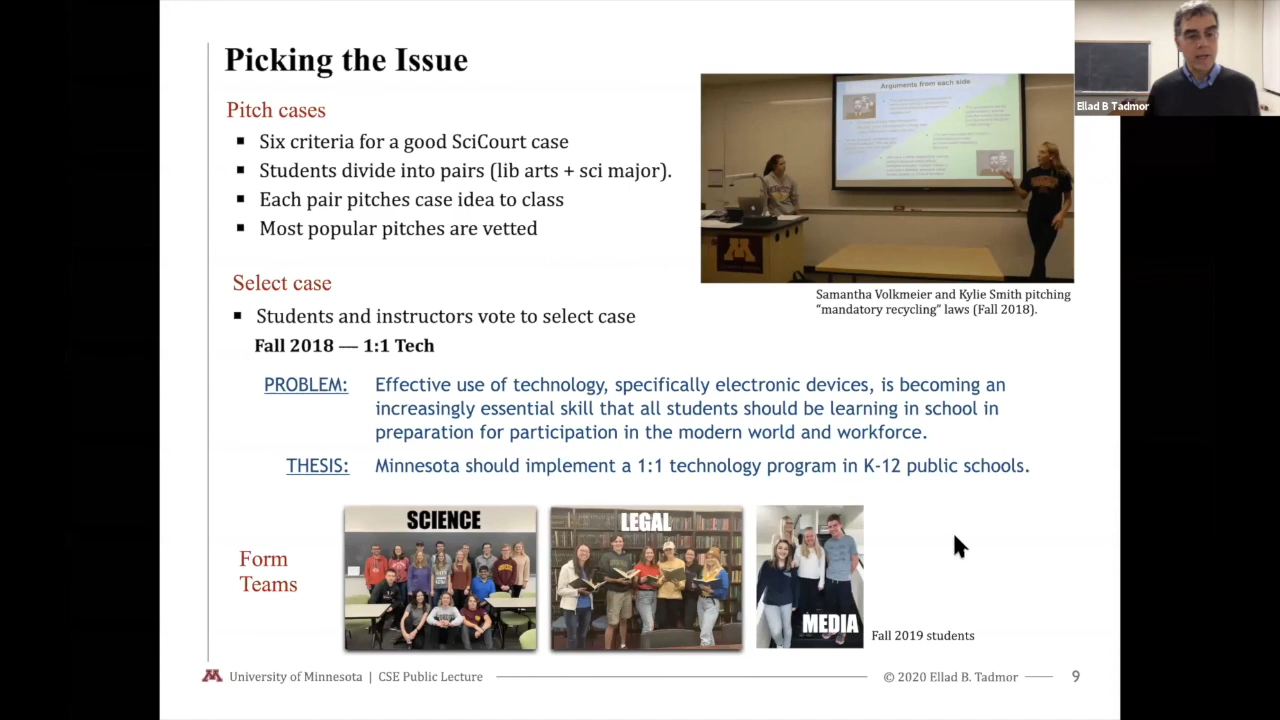 Picking the Issue
Pitch cases
Six criteria for a good SciCourt case
Students divide into pairs (lib arts + sci major).
Each pair pitches case idea to class
Most popular pitches are vetted
Arguments from each side
Ellad B Tadmor
Samantha Volkmeier and Kylie Smith pitching
“mandatory recycling” laws (Fall 2018).
Select case
Students and instructors vote to select case
Fall 2018 — 1:1 Tech
PROBLEM: Effective use of technology, specifically electronic devices, is becoming an
increasingly essential skill that all students should be learning in school in
preparation for participation in the modern world and workforce.
THESIS: Minnesota should implement a 1:1 technology program in K-12 public schools.
Form
Teams
SCIENCE
LEGAL
MEDIA
Fall 2019 students
M University of Minnesota | CSE Public Lecture
© 2020 Ellad B. Tadmor
9